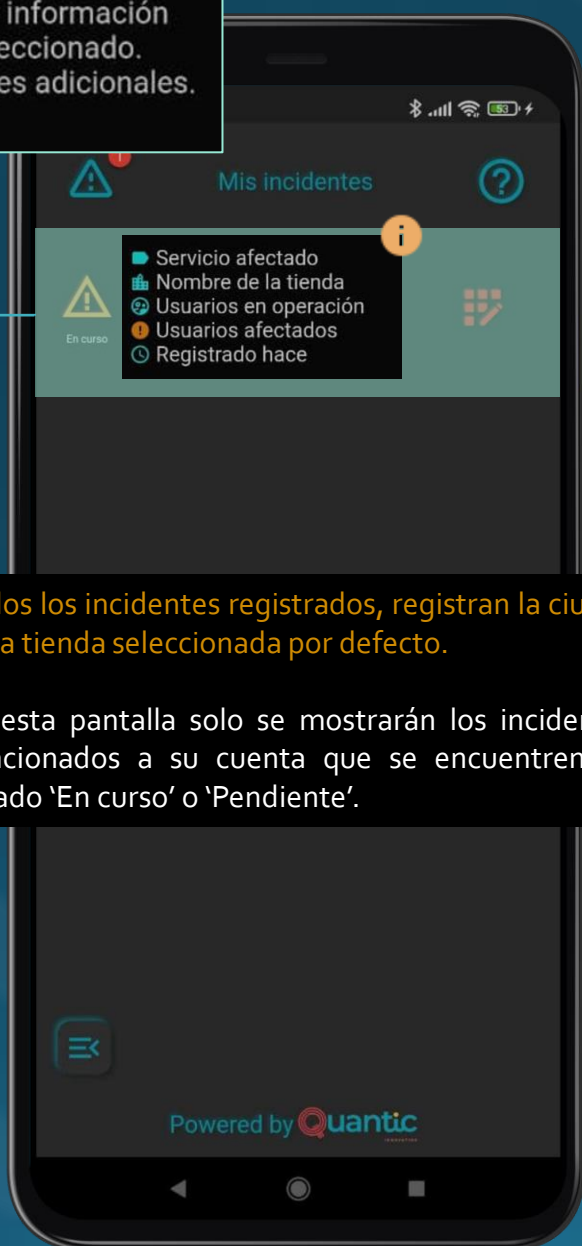 información
eccionado.
es adicionales.
53
!
Mis incidentes
?
i
Servicio afectado
Nombre de la tienda
Usuarios en operación
Usuarios afectados
Registrado hace
En curso
los los incidentes registrados, registran la ciu
a tienda seleccionada por defecto.
esta pantalla solo se mostrarán los inciden
acionados a su cuenta que se encuentren
ado ‘En curso’ o ‘Pendiente’.
Powered by Quantic